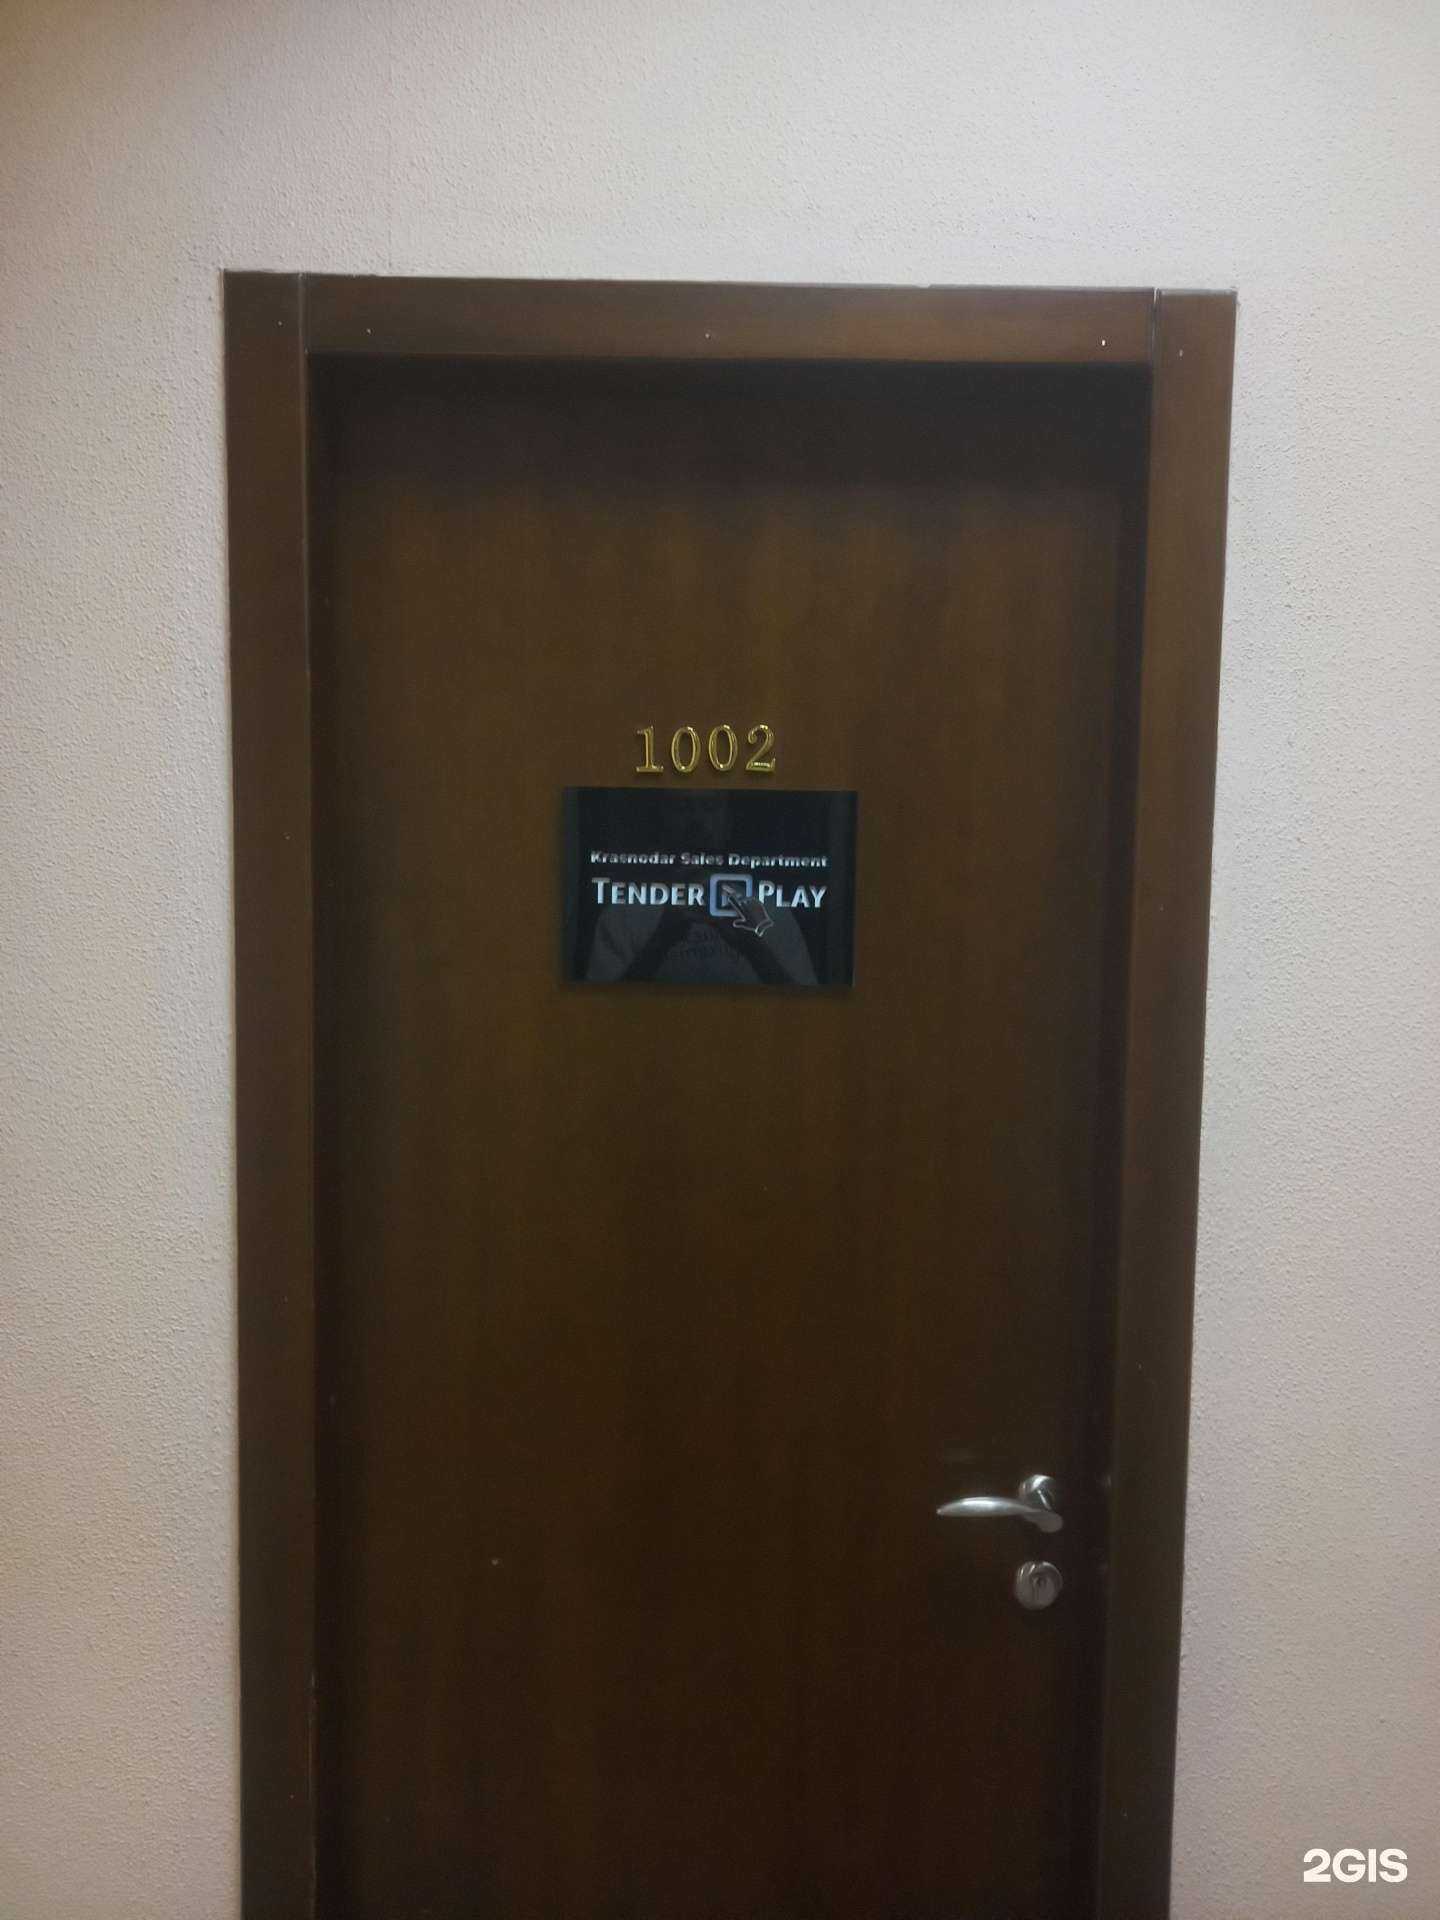 1002
Krasnodar Sales Department
TENDER PLAY
2GIS